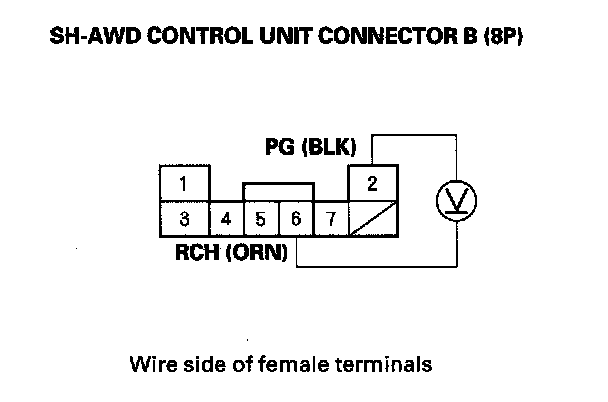 SH-AWD CONTROL UNIT CONNECTOR B (8P)
PG (BLK)
1 2
3 4 5 6 7
V
RCH (ORN)
Wire side of female terminals